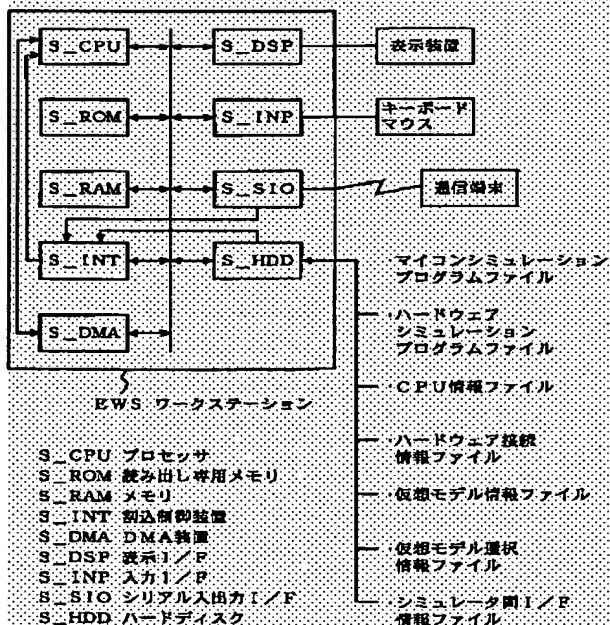 S_CPU
S_DSP
表示装置
S_ROM
S_INP
キーボード
マウス
S_RAM
S_SIO
通信端末
S_INT
S_HDD
S_DMA
EWS ワークステーション
・マイコンシミュレーション
プログラムファイル
・ハードウェア
シミュレーション
プログラムファイル
・CPU情報ファイル
・ハードウェア接続
情報ファイル
・仮想モデル情報ファイル
・仮想モデル選択
情報ファイル
・シミュレータ間I/F
情報ファイル
S_CPU プロセッサ
S_ROM 読み出し専用メモリ
S_RAM メモリ
S_INT 割込制御装置
S_DMA DMA装置
S_DSP 表示I/F
S_INP 入力I/F
S_SIO シリアル入出力I/F
S_HDD ハードディスク